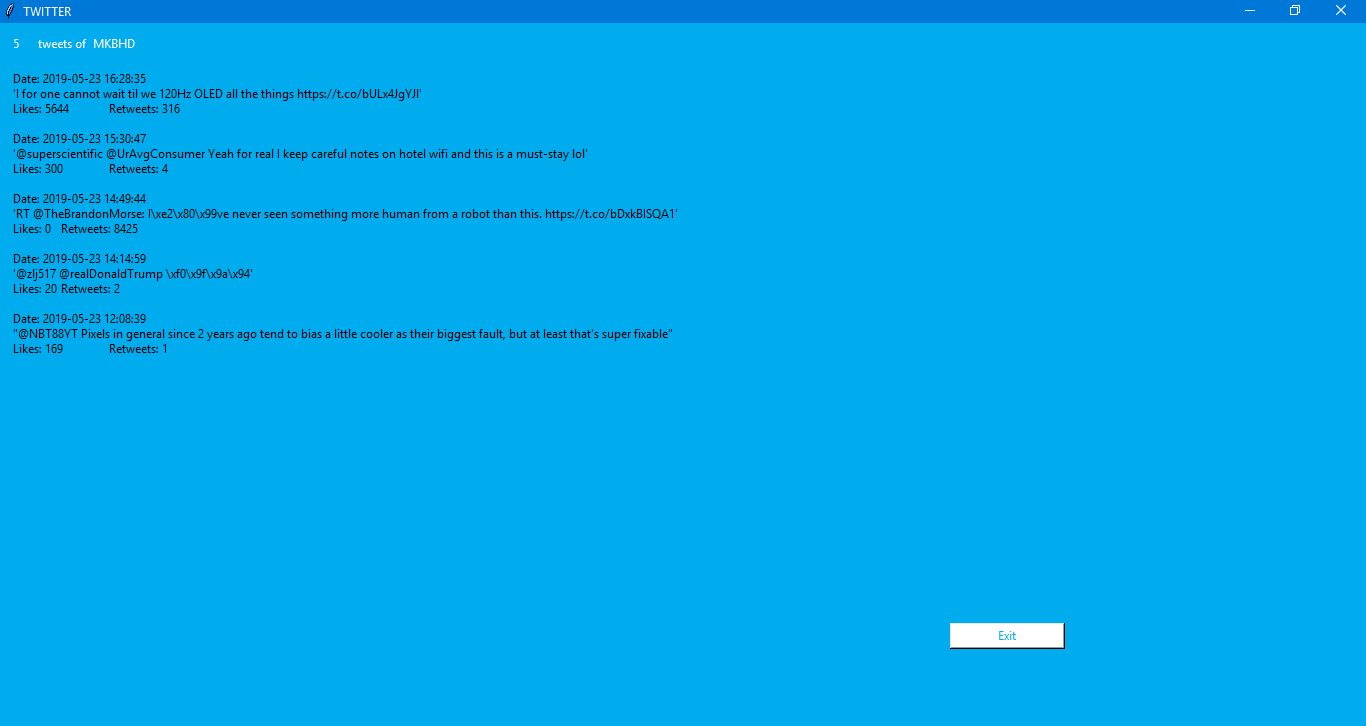 TWITTER
5 tweets of MKBHD
Date: 2019-05-23 16:28:35
'I for one cannot wait til we 120Hz OLED all the things https://t.co/bULx4JgYJI'
Likes: 5644 Retweets: 316
Date: 2019-05-23 15:30:47
'@superscientific @UrAvgConsumer Yeah for real I keep careful notes on hotel wifi and this is a must-stay lol'
Likes: 300 Retweets: 4
Date: 2019-05-23 14:49:44
'RT @TheBrandonMorse: I\xe2\x80\x99ve never seen something more human from a robot than this. https://t.co/bDxkBlSQA1'
Likes: 0 Retweets: 8425
Date: 2019-05-23 14:14:59
'@zlj517 @realDonaldTrump \xf0\x9f\x9a\x94'
Likes: 20 Retweets: 2
Date: 2019-05-23 12:08:39
"@NBT88YT Pixels in general since 2 years ago tend to bias a little cooler as their biggest fault, but at least that's super fixable"
Likes: 169 Retweets: 1
Exit